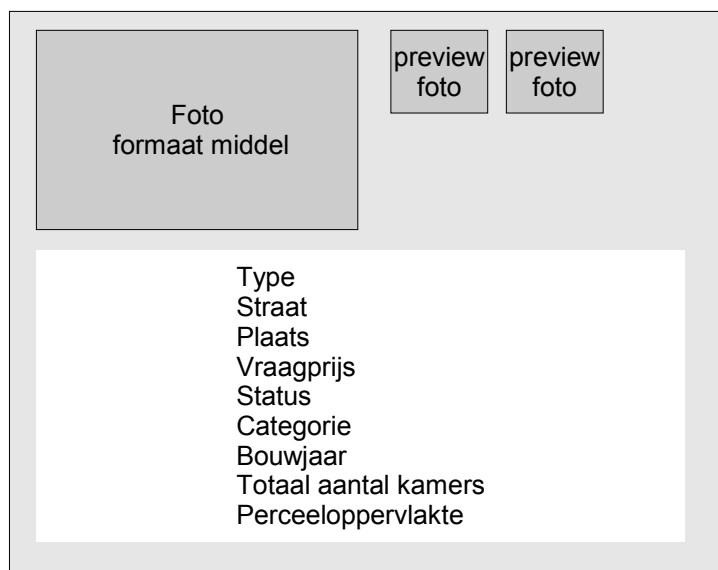 Foto
formaat middel
preview
foto
preview
foto
Type
Straat
Plaats
Vraagprijs
Status
Categorie
Bouwjaar
Totaal aantal kamers
Perceeloppervlakte